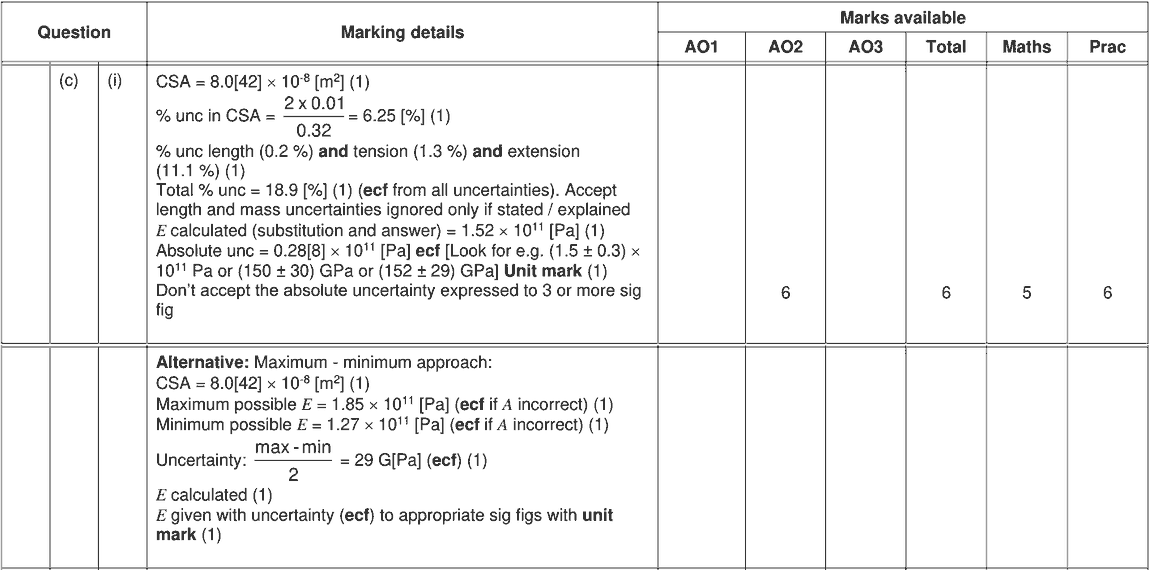 Question Marking details Marks available
AO1 AO2 AO3 Total Maths Prac
(c) (i) CSA = 8.0[42] × 10⁻⁸ [m²] (1)
% unc in CSA = 2 x 0.01 / 0.32 = 6.25 [%] (1)
% unc length (0.2 %) and tension (1.3 %) and extension
(11.1 %) (1)
Total % unc = 18.9 [%] (1) (ecf from all uncertainties). Accept
length and mass uncertainties ignored only if stated / explained
E calculated (substitution and answer) = 1.52 × 10¹¹ [Pa] (1)
Absolute unc = 0.28[8] × 10¹¹ [Pa] ecf [Look for e.g. (1.5 ± 0.3) ×
10¹¹ Pa or (150 ± 30) GPa or (152 ± 29) GPa] Unit mark (1)
Don't accept the absolute uncertainty expressed to 3 or more sig
fig
6 6 5 6
Alternative: Maximum - minimum approach:
CSA = 8.0[42] × 10⁻⁸ [m²] (1)
Maximum possible E = 1.85 × 10¹¹ [Pa] (ecf if A incorrect) (1)
Minimum possible E = 1.27 × 10¹¹ [Pa] (ecf if A incorrect) (1)
Uncertainty: max - min / 2 = 29 G[Pa] (ecf) (1)
E calculated (1)
E given with uncertainty (ecf) to appropriate sig figs with unit
mark (1)